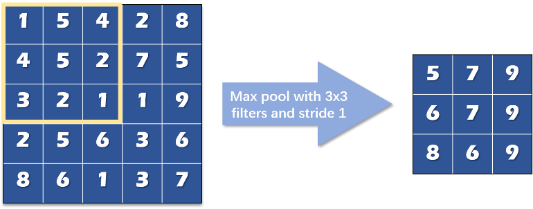 1 5 4 2 8
4 5 2 7 5
3 2 1 1 9
2 5 6 3 6
8 6 1 3 7
Max pool with 3x3
filters and stride 1
5 7 9
6 7 9
8 6 9